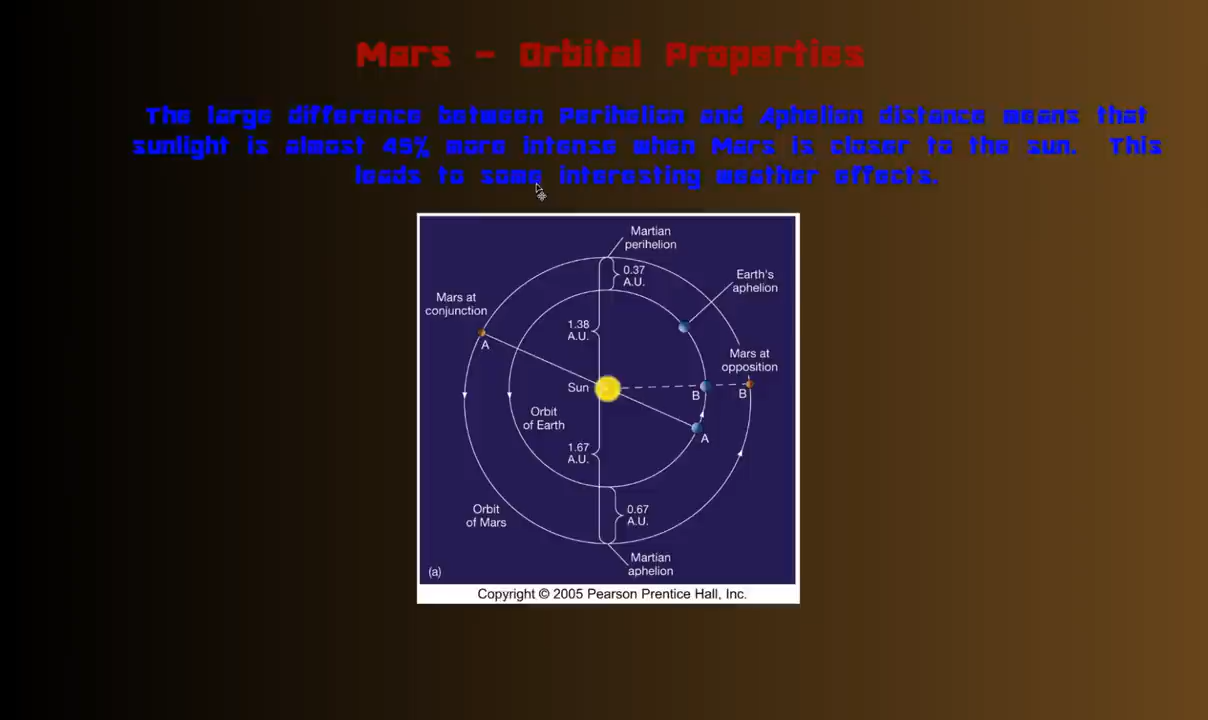 Mars - Orbital Properties
The large difference between Perihelion and Aphelion distance means that
sunlight is almost 45% more intense when Mars is closer to the sun. This
leads to some interesting weather effects.
Martian
perihelion
0.37
A.U.
Earth's
aphelion
Mars at
conjunction
A
1.38
A.U.
Mars at
opposition
Sun
B
B
Orbit
of Earth
A
1.67
A.U.
Orbit
of Mars
0.67
A.U.
Martian
aphelion
(a)
Copyright © 2005 Pearson Prentice Hall, Inc.